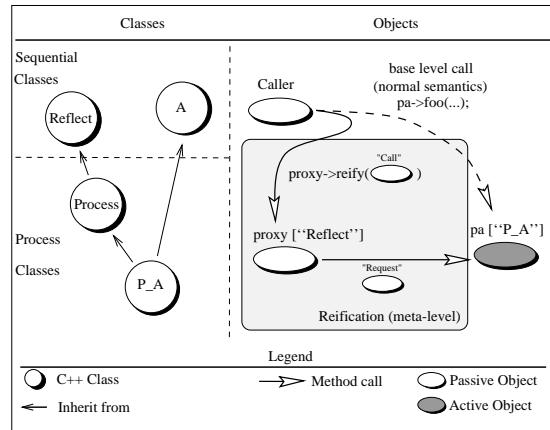 Classes
Objects
Sequential
Classes
Reflect
A
Process
Process
Classes
P_A
Caller
base level call
(normal semantics)
pa->foo(...);
"Call"
proxy->reify( )
proxy [‘‘Reflect’’]
pa [‘‘P_A’’]
"Request"
Reification (meta-level)
Legend
C++ Class
Method call
Passive Object
Inherit from
Active Object